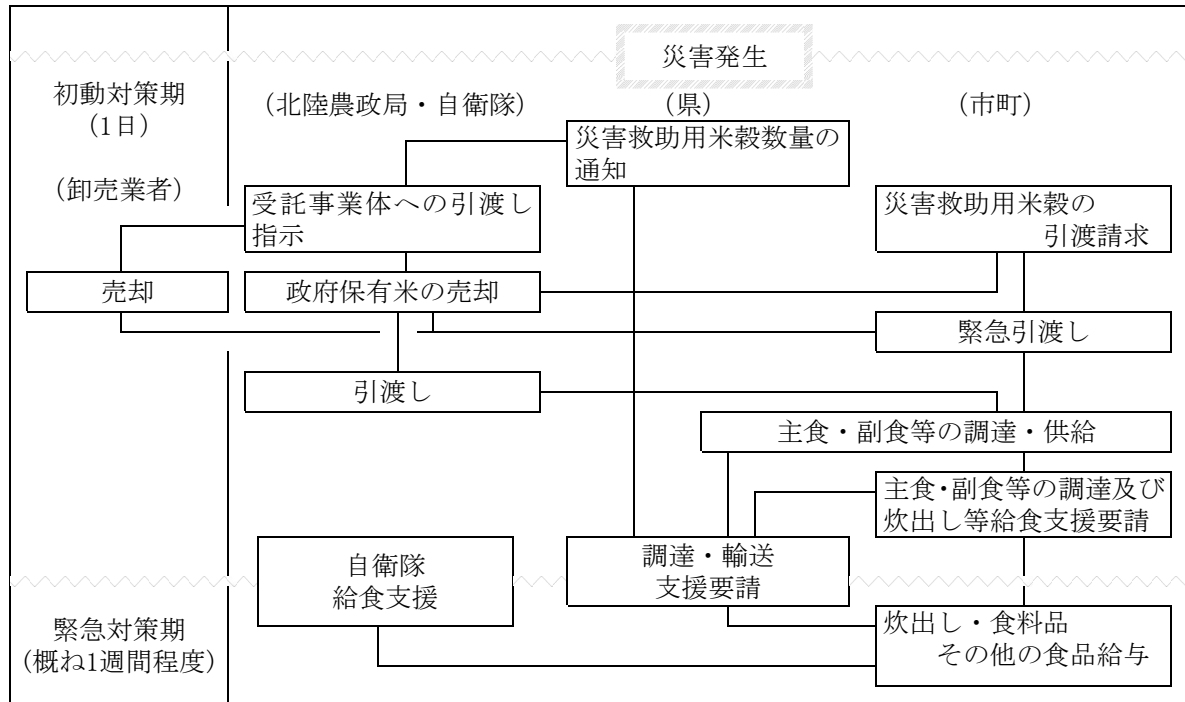 災害発生
初動対策期
(1日)
(北陸農政局・自衛隊)
(県)
(市町)
災害救助用米穀数量の
通知
(卸売業者)
受託事業体への引渡し
指示
災害救助用米穀の
引渡請求
売却
政府保有米の売却
緊急引渡し
引渡し
主食・副食等の調達・供給
主食・副食等の調達及び
炊出し等給食支援要請
自衛隊
給食支援
調達・輸送
支援要請
緊急対策期
(概ね1週間程度)
炊出し・食料品
その他の食品給与